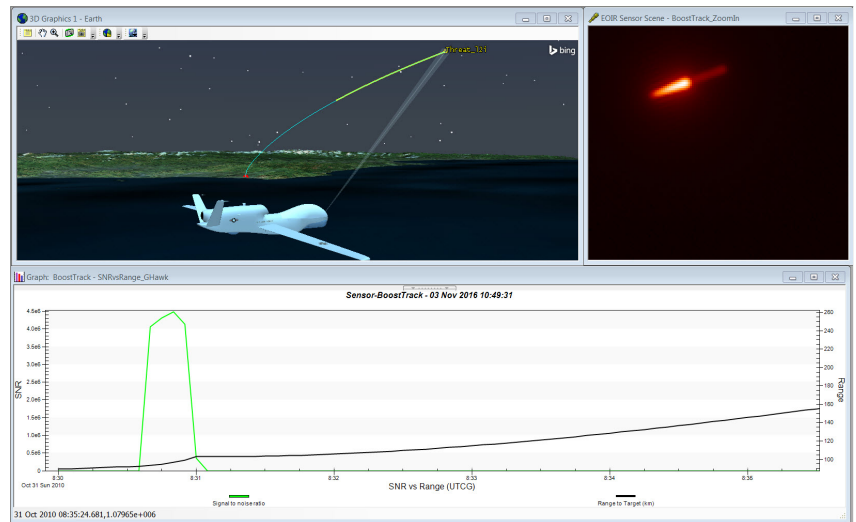 3D Graphics 1 - Earth
Threat_121
bing
EOIR Sensor Scene - BoostTrack_ZoomIn
Graph: BoostTrack - SNRvsRange_GHawk
Sensor-BoostTrack - 03 Nov 2016 10:49:31
4.5e6
4.0e6
3.5e6
3.0e6
2.5e6
2.0e6
1.5e6
1.0e6
5.0e5
0
SNR
260
240
220
200
180
160
140
120
100
Range
8:30
8:31
8:32
8:33
8:34
8:35
Oct 31 Sun 2010
SNR vs Range (UTCG)
Signal to noise ratio
Range to Target (km)
31 Oct 2010 08:35:24.681,1.07965e+006